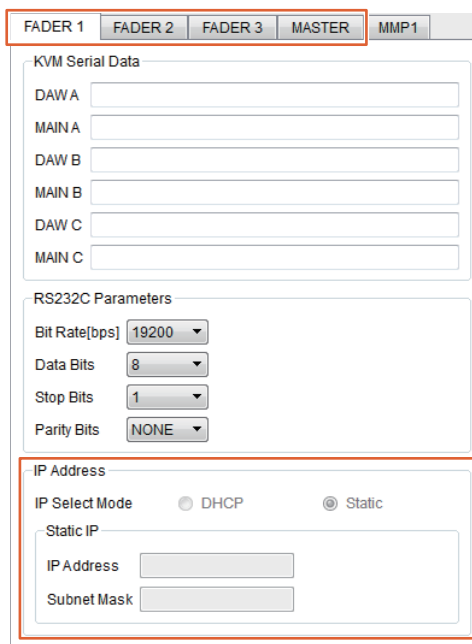 FADER 1 FADER 2 FADER 3 MASTER MMP1
KVM Serial Data
DAW A
MAIN A
DAW B
MAIN B
DAW C
MAIN C
RS232C Parameters
Bit Rate[bps] 19200
Data Bits 8
Stop Bits 1
Parity Bits NONE
IP Address
IP Select Mode DHCP Static
Static IP
IP Address
Subnet Mask